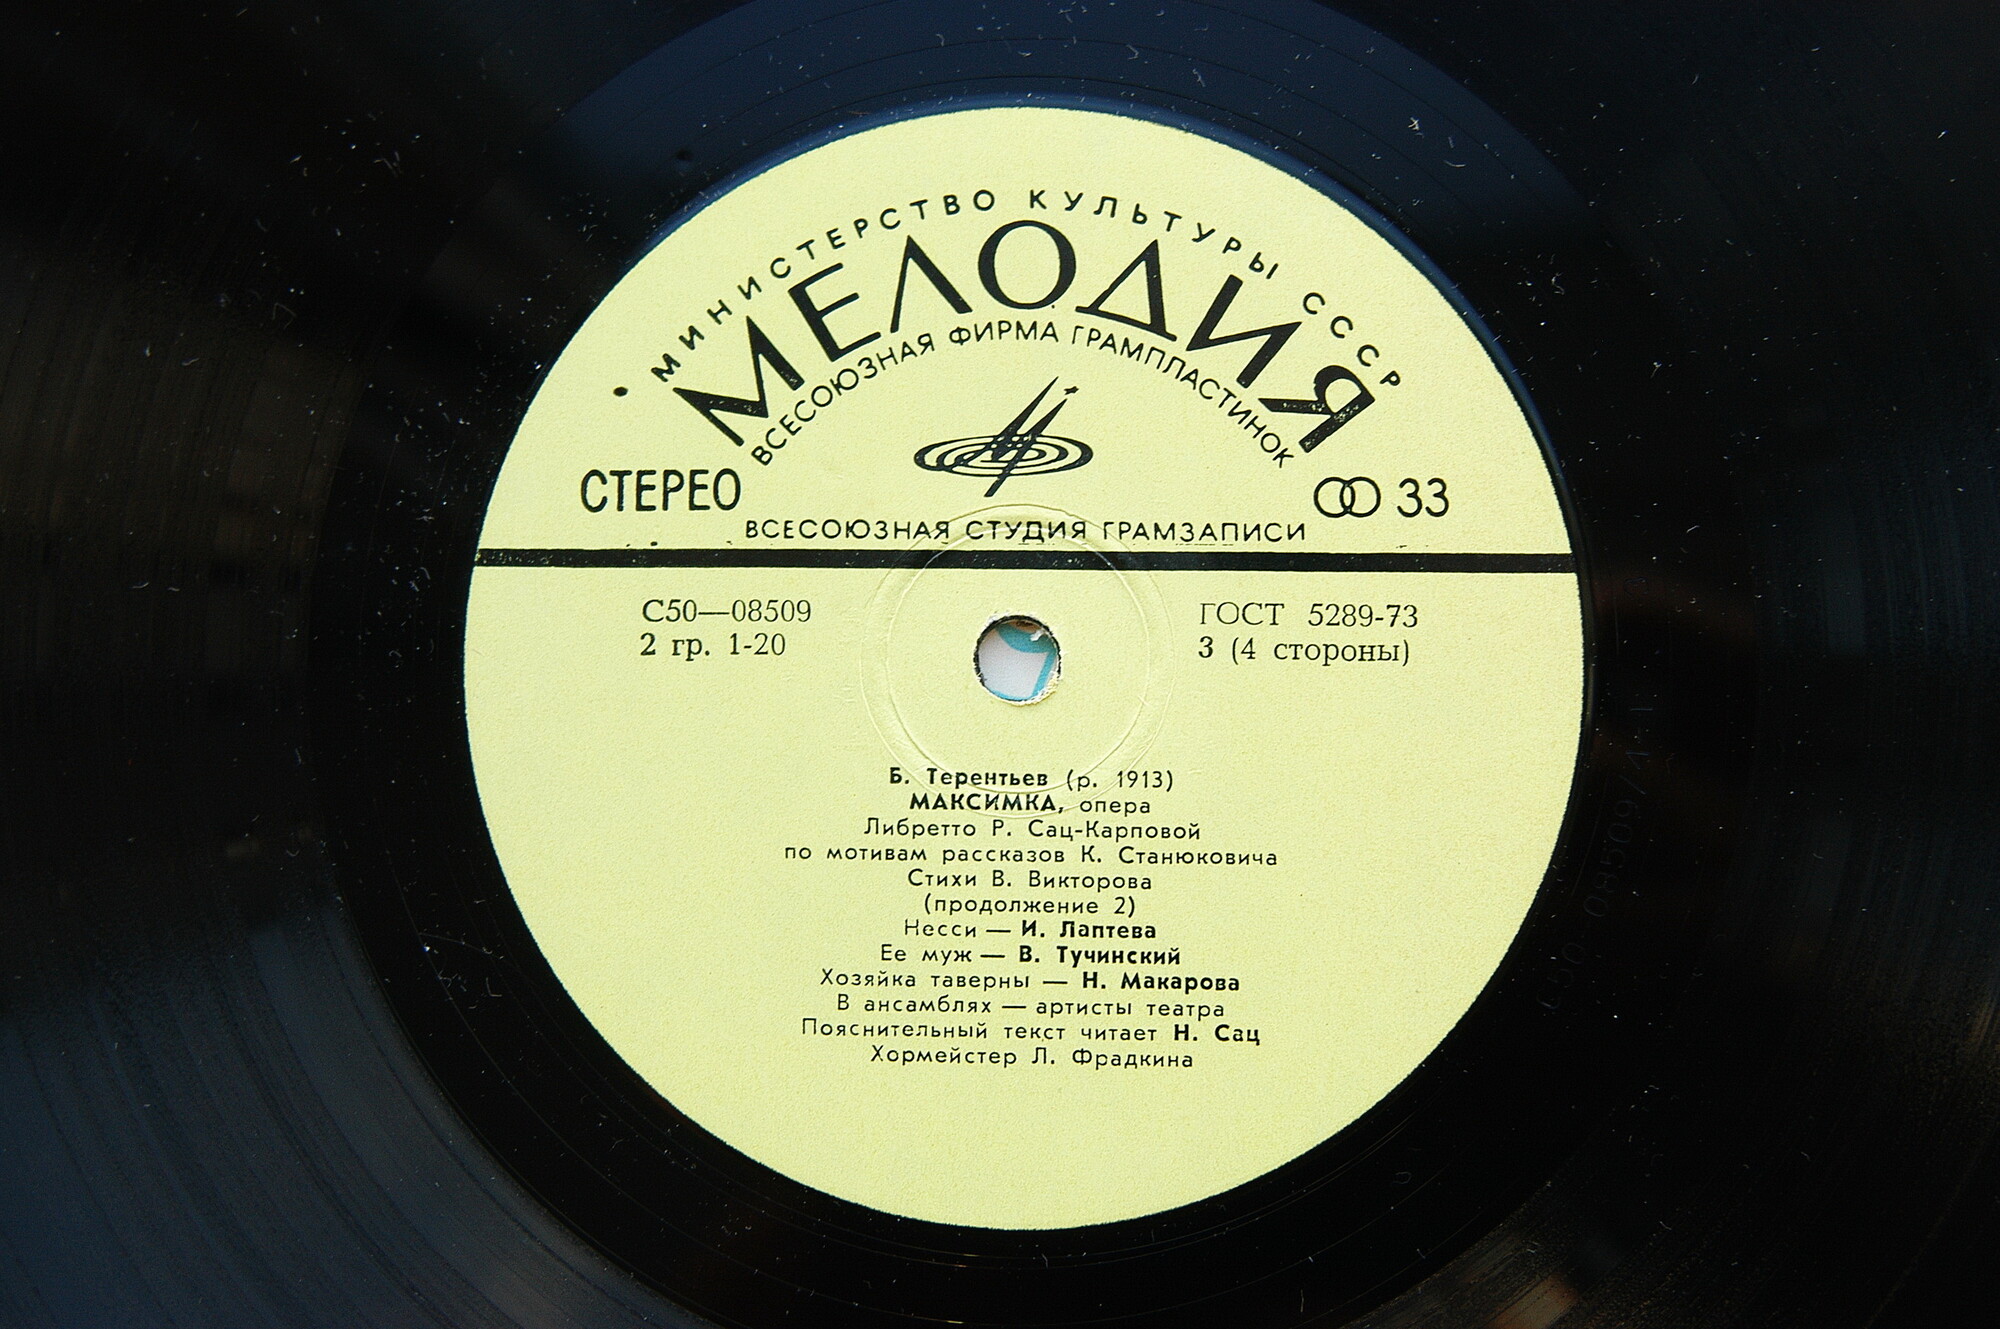 МИНИСТЕРСТВО КУЛЬТУРЫ СССР
МЕЛОДИЯ
ВСЕСОЮЗНАЯ ФИРМА ГРАМПЛАСТИНОК
СТЕРЕО
33
ВСЕСОЮЗНАЯ СТУДИЯ ГРАМЗАПИСИ
С50—08509
2 гр. 1-20
ГОСТ 5289-73
3 (4 стороны)
Б. Терентьев (р. 1913)
МАКСИМКА, опера
Либретто Р. Сац-Карповой
по мотивам рассказов К. Станюковича
Стихи В. Викторова
(продолжение 2)
Несси — И. Лаптева
Ее муж — В. Тучинский
Хозяйка таверны — Н. Макарова
В ансамблях — артисты театра
Пояснительный текст читает Н. Сац
Хормейстер Л. Фрадкина